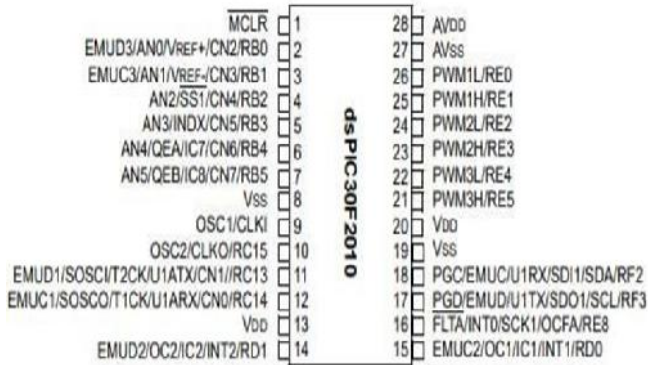 MCLR 1
EMUD3/AN0/VREF+/CN2/RB0 2
EMUC3/AN1/VREF-/CN3/RB1 3
AN2/SS1/CN4/RB2 4
AN3/INDX/CN5/RB3 5
AN4/QEA/IC7/CN6/RB4 6
AN5/QEB/IC8/CN7/RB5 7
VSS 8
OSC1/CLKI 9
OSC2/CLKO/RC15 10
EMUD1/SOSCI/T2CK/U1ATX/CN1//RC13 11
EMUC1/SOSCO/T1CK/U1ARX/CN0/RC14 12
VDD 13
EMUD2/OC2/IC2/INT2/RD1 14
dsPIC30F2010
28 AVDD
27 AVSS
26 PWM1L/RE0
25 PWM1H/RE1
24 PWM2L/RE2
23 PWM2H/RE3
22 PWM3L/RE4
21 PWM3H/RE5
20 VDD
19 VSS
18 PGC/EMUC/U1RX/SDI1/SDA/RF2
17 PGD/EMUD/U1TX/SDO1/SCL/RF3
16 FLTA/INT0/SCK1/OCFA/RE8
15 EMUC2/OC1/IC1/INT1/RD0